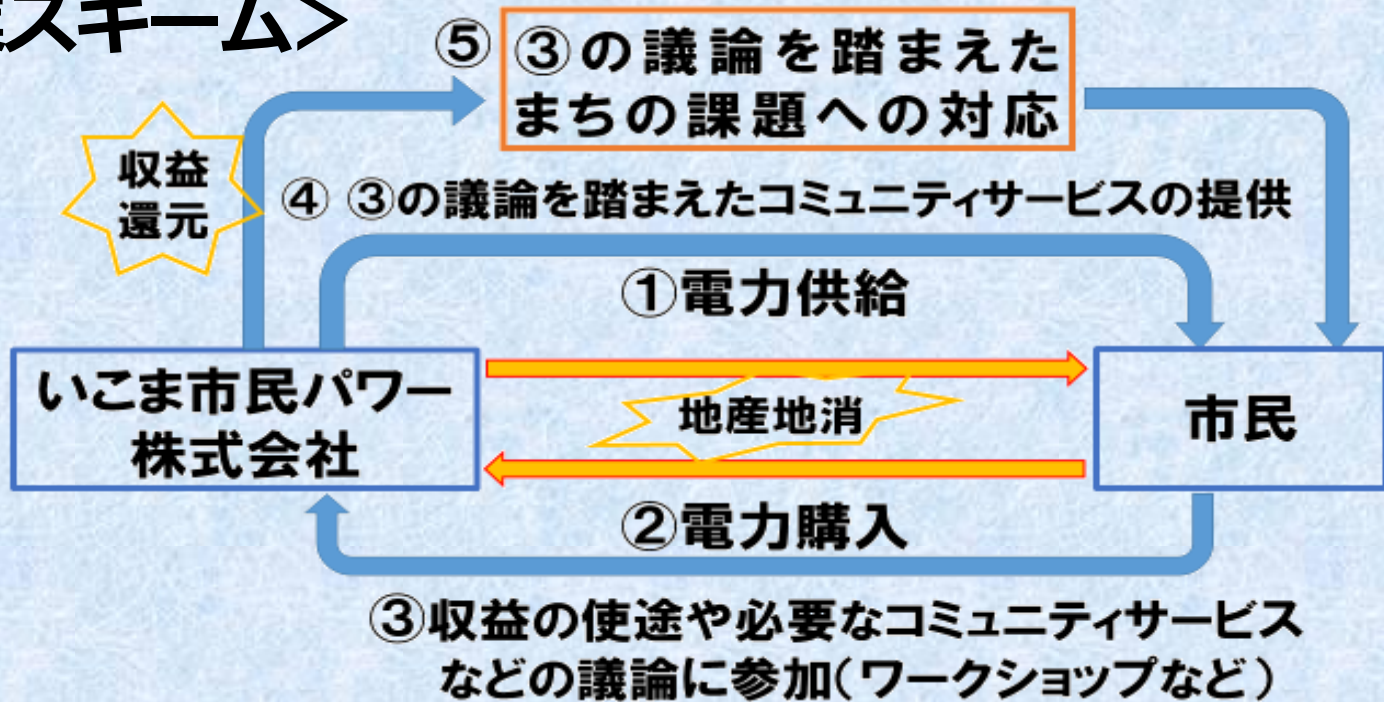 スキーム>
⑤ ③の議論を踏まえた
まちの課題への対応
収益
還元
④ ③の議論を踏まえたコミュニティサービスの提供
①電力供給
いこま市民パワー
株式会社
地産地消
市民
②電力購入
③収益の使途や必要なコミュニティサービス
などの議論に参加(ワークショップなど)